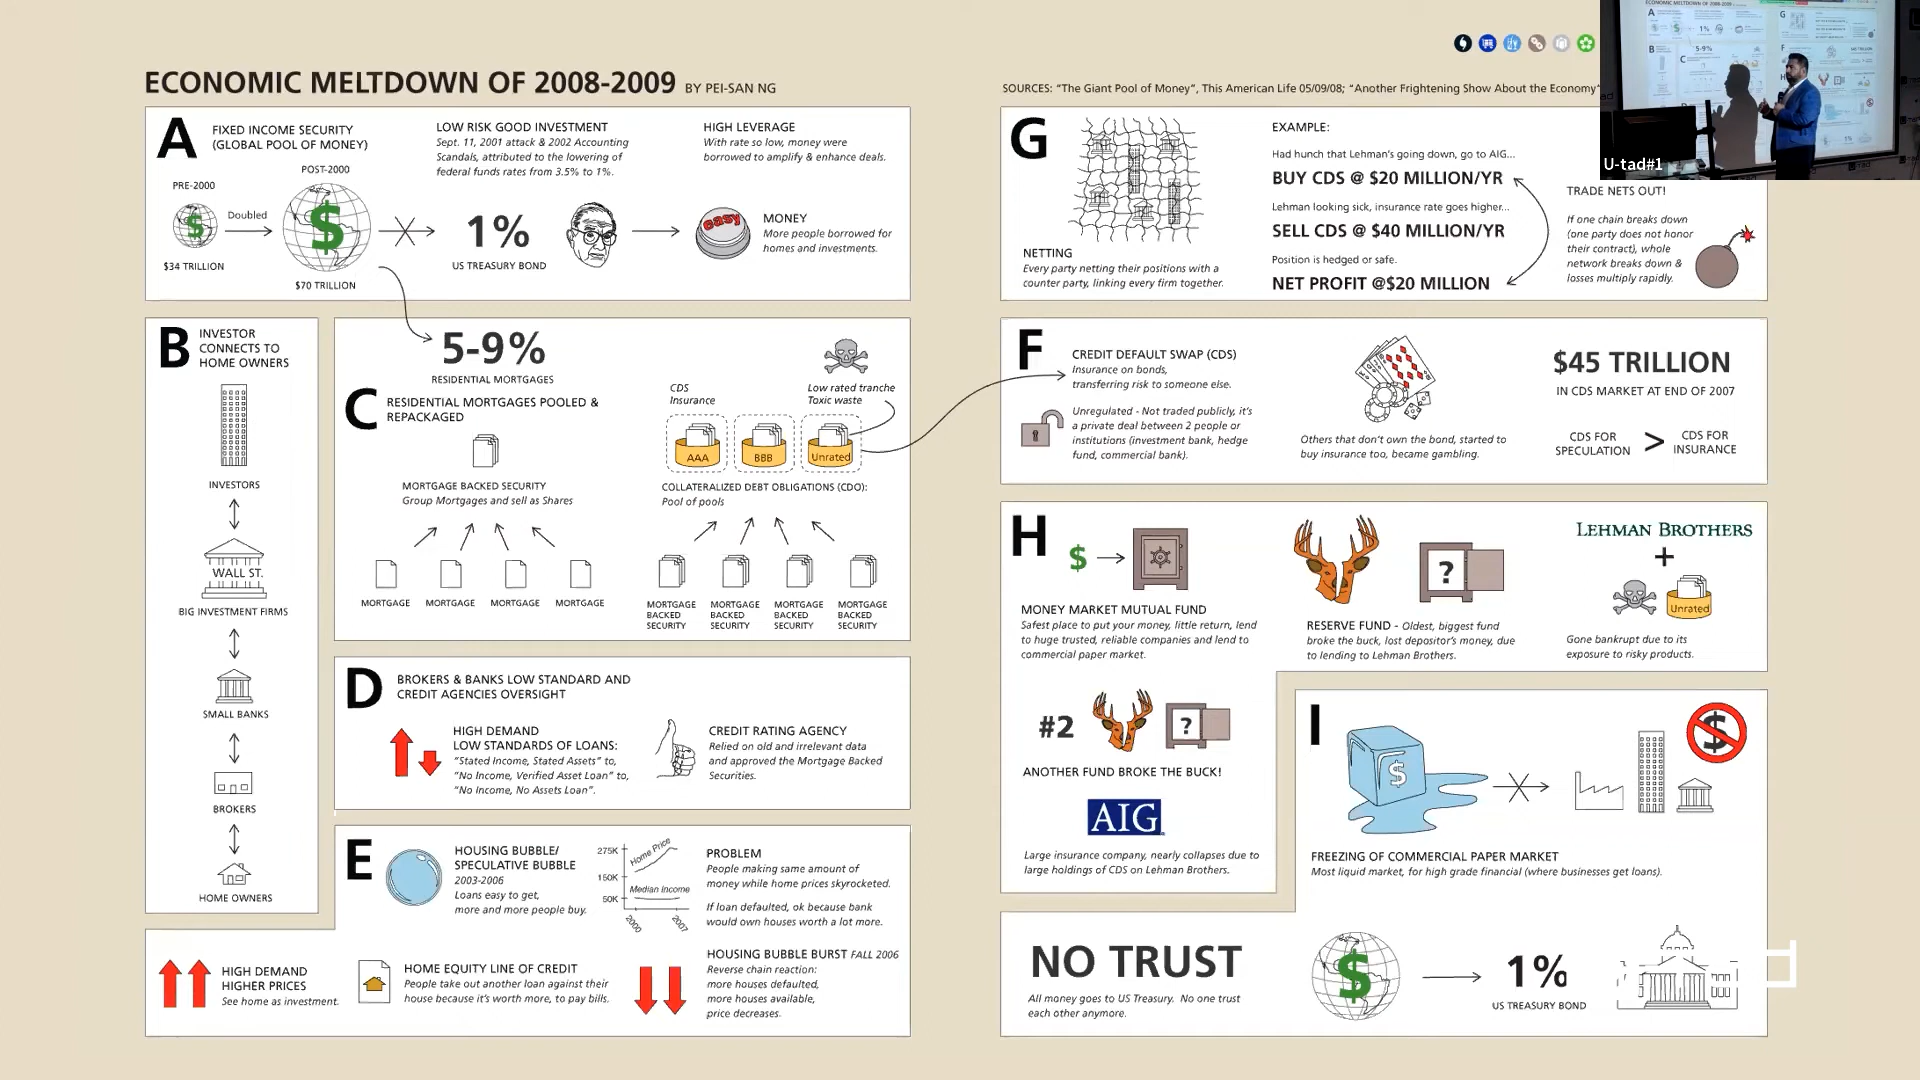 ECONOMIC MELTDOWN OF 2008-2009 BY PEI-SAN NG
SOURCES: "The Giant Pool of Money", This American Life 05/09/08; "Another Frightening Show About the Economy"
U-tad#1
A
FIXED INCOME SECURITY
(GLOBAL POOL OF MONEY)
PRE-2000
$
$34 TRILLION
Doubled
POST-2000
$
$70 TRILLION
LOW RISK GOOD INVESTMENT
Sept. 11, 2001 attack & 2002 Accounting
Scandals, attributed to the lowering of
federal funds rates from 3.5% to 1%.
1%
US TREASURY BOND
HIGH LEVERAGE
With rate so low, money were
borrowed to amplify & enhance deals.
easy
MONEY
More people borrowed for
homes and investments.
B
INVESTOR
CONNECTS TO
HOME OWNERS
INVESTORS
WALL ST.
BIG INVESTMENT FIRMS
SMALL BANKS
BROKERS
HOME OWNERS
5-9%
RESIDENTIAL MORTGAGES
C
RESIDENTIAL MORTGAGES POOLED &
REPACKAGED
MORTGAGE BACKED SECURITY
Group Mortgages and sell as Shares
MORTGAGE
MORTGAGE
MORTGAGE
MORTGAGE
CDS
Insurance
Low rated tranche
Toxic waste
AAA
BBB
Unrated
COLLATERALIZED DEBT OBLIGATIONS (CDO):
Pool of pools
MORTGAGE
BACKED
SECURITY
MORTGAGE
BACKED
SECURITY
MORTGAGE
BACKED
SECURITY
MORTGAGE
BACKED
SECURITY
D
BROKERS & BANKS LOW STANDARD AND
CREDIT AGENCIES OVERSIGHT
HIGH DEMAND
LOW STANDARDS OF LOANS:
"Stated Income, Stated Assets" to,
"No Income, Verified Asset Loan" to,
"No Income, No Assets Loan".
CREDIT RATING AGENCY
Relied on old and irrelevant data
and approved the Mortgage Backed
Securities.
E
HOUSING BUBBLE/
SPECULATIVE BUBBLE
2003-2006
Loans easy to get,
more and more people buy.
275K
150K
50K
Home Price
Median Income
2000
2007
PROBLEM
People making same amount of
money while home prices skyrocketed.
If loan defaulted, ok because bank
would own houses worth a lot more.
HIGH DEMAND
HIGHER PRICES
See home as investment.
HOME EQUITY LINE OF CREDIT
People take out another loan against their
house because it's worth more, to pay bills.
HOUSING BUBBLE BURST FALL 2006
Reverse chain reaction:
more houses defaulted,
more houses available,
price decreases.
G
NETTING
Every party netting their positions with a
counter party, linking every firm together.
EXAMPLE:
Had hunch that Lehman's going down, go to AIG...
BUY CDS @ $20 MILLION/YR
Lehman looking sick, insurance rate goes higher...
SELL CDS @ $40 MILLION/YR
Position is hedged or safe.
NET PROFIT @$20 MILLION
TRADE NETS OUT!
If one chain breaks down
(one party does not honor
their contract), whole
network breaks down &
losses multiply rapidly.
F
CREDIT DEFAULT SWAP (CDS)
Insurance on bonds,
transferring risk to someone else.
Unregulated - Not traded publicly, it's
a private deal between 2 people or
institutions (investment bank, hedge
fund, commercial bank).
Others that don't own the bond, started to
buy insurance too, became gambling.
$45 TRILLION
IN CDS MARKET AT END OF 2007
CDS FOR
SPECULATION
>
CDS FOR
INSURANCE
H
$
MONEY MARKET MUTUAL FUND
Safest place to put your money, little return, lend
to huge trusted, reliable companies and lend to
commercial paper market.
?
RESERVE FUND - Oldest, biggest fund
broke the buck, lost depositor's money, due
to lending to Lehman Brothers.
LEHMAN BROTHERS
+
Unrated
Gone bankrupt due to its
exposure to risky products.
#2
?
ANOTHER FUND BROKE THE BUCK!
AIG
Large insurance company, nearly collapses due to
large holdings of CDS on Lehman Brothers.
I
$
$
FREEZING OF COMMERCIAL PAPER MARKET
Most liquid market, for high grade financial (where businesses get loans).
NO TRUST
All money goes to US Treasury. No one trust
each other anymore.
$
1%
US TREASURY BOND